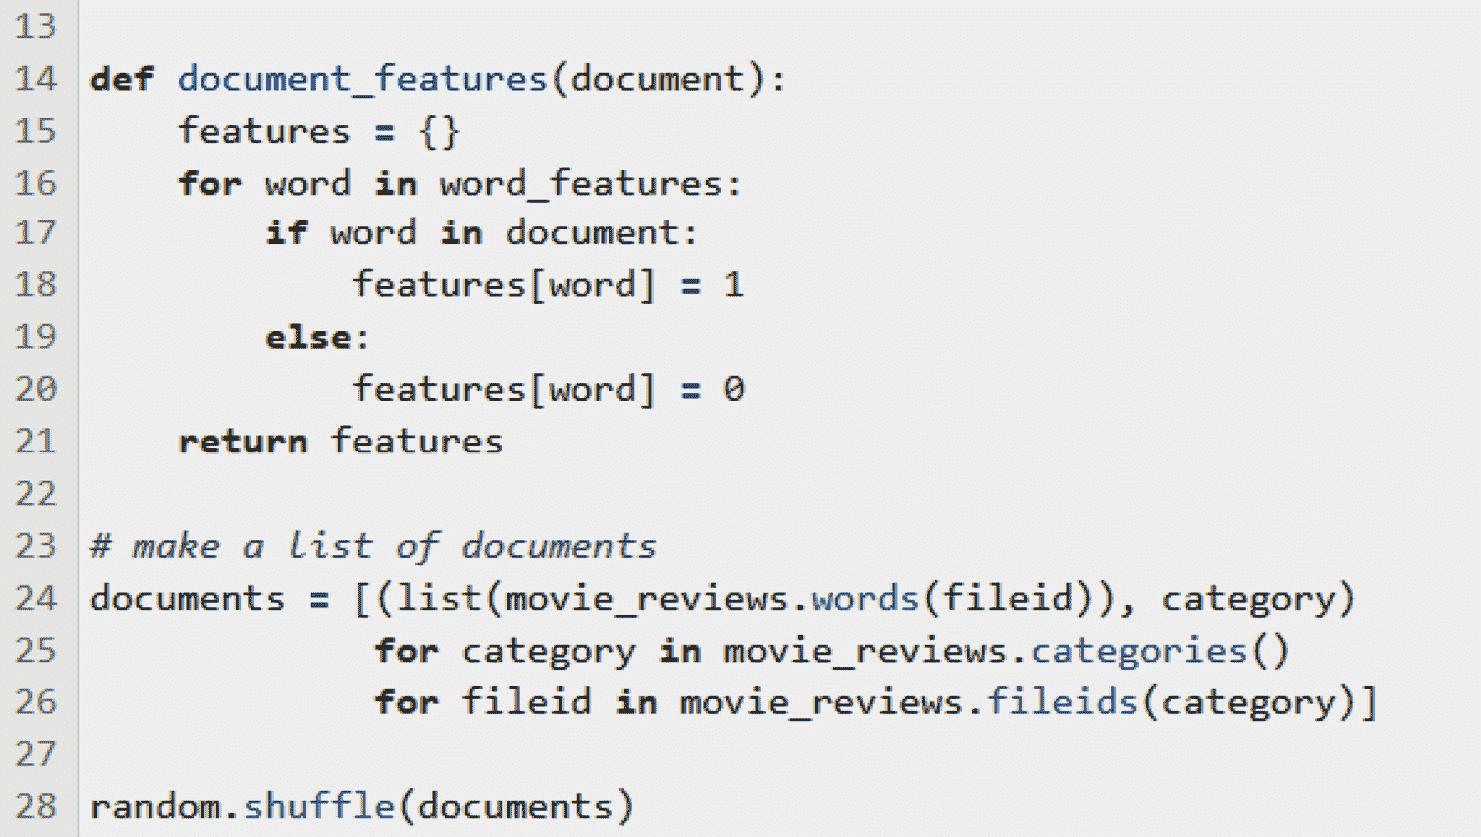 13
14 def document_features(document):
15     features = {}
16     for word in word_features:
17         if word in document:
18             features[word] = 1
19         else:
20             features[word] = 0
21     return features
22
23 # make a list of documents
24 documents = [(list(movie_reviews.words(fileid)), category)
25              for category in movie_reviews.categories()
26              for fileid in movie_reviews.fileids(category)]
27
28 random.shuffle(documents)